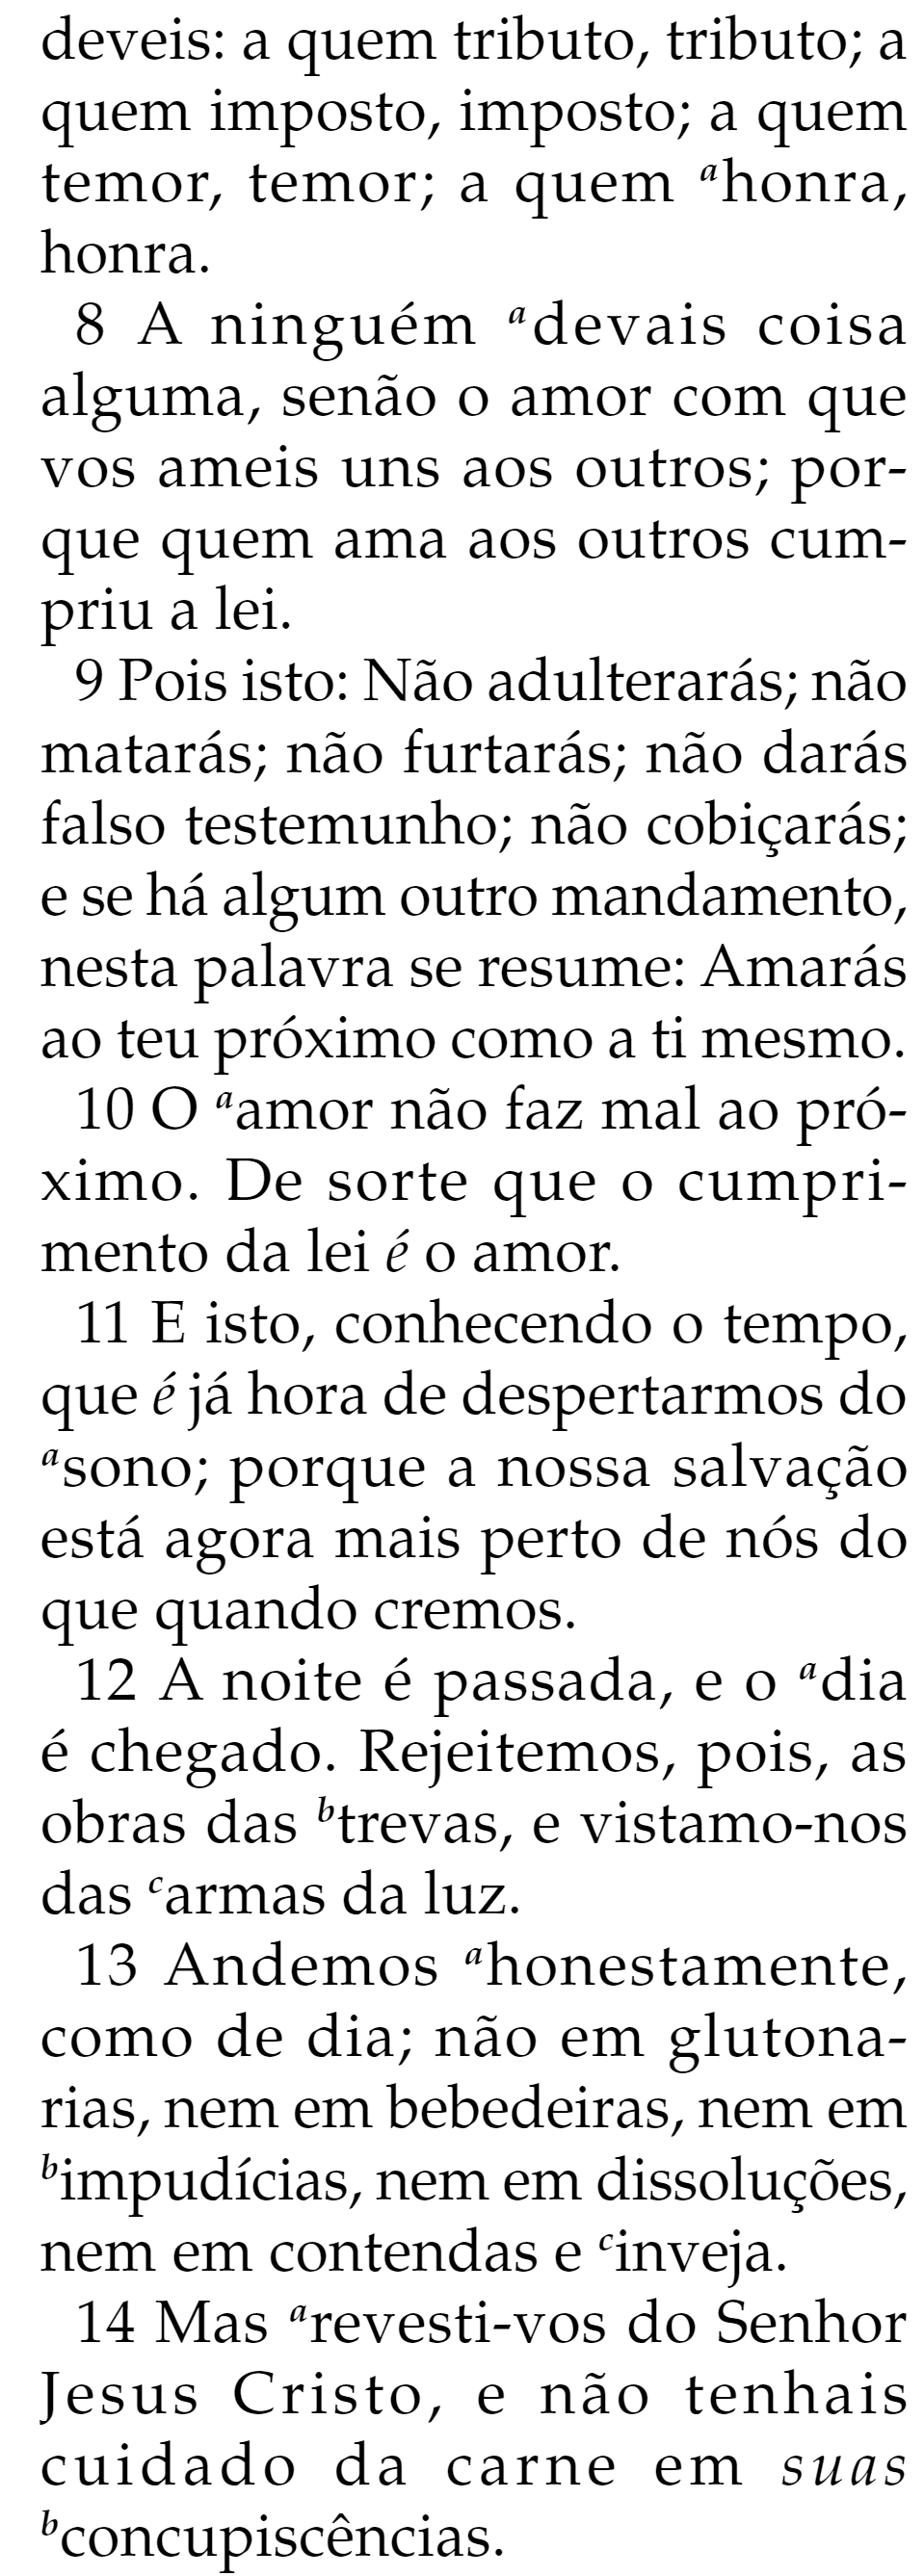 deveis: a quem tributo, tributo; a
quem imposto, imposto; a quem
temor, temor; a quem ᵃhonra,
honra.
8 A ninguém ᵃdevais coisa
alguma, senão o amor com que
vos ameis uns aos outros; por-
que quem ama aos outros cum-
priu a lei.
9 Pois isto: Não adulterarás; não
matarás; não furtarás; não darás
falso testemunho; não cobiçarás;
e se há algum outro mandamento,
nesta palavra se resume: Amarás
ao teu próximo como a ti mesmo.
10 O ᵃamor não faz mal ao pró-
ximo. De sorte que o cumpri-
mento da lei é o amor.
11 E isto, conhecendo o tempo,
que é já hora de despertarmos do
ᵃsono; porque a nossa salvação
está agora mais perto de nós do
que quando cremos.
12 A noite é passada, e o ᵃdia
é chegado. Rejeitemos, pois, as
obras das ᵇtrevas, e vistamo-nos
das ᶜarmas da luz.
13 Andemos ᵃhonestamente,
como de dia; não em glutona-
rias, nem em bebedeiras, nem em
ᵇimpudícias, nem em dissoluções,
nem em contendas e ᶜinveja.
14 Mas ᵃrevesti-vos do Senhor
Jesus Cristo, e não tenhais
cuidado da carne em suas
ᵇconcupiscências.